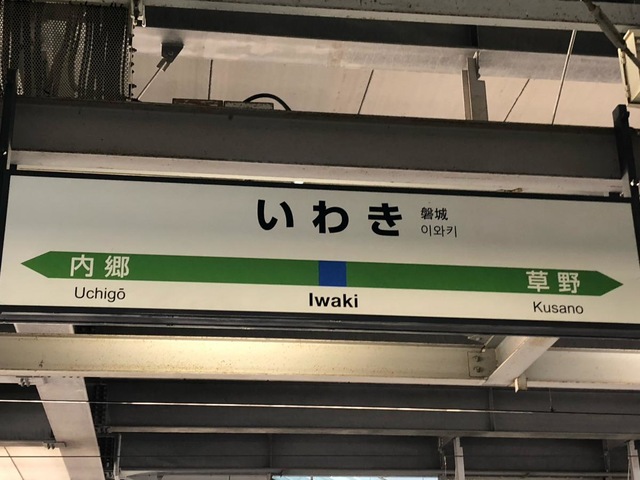 いわき
磐城
이와키
内郷
草野
Uchigō
Iwaki
Kusano